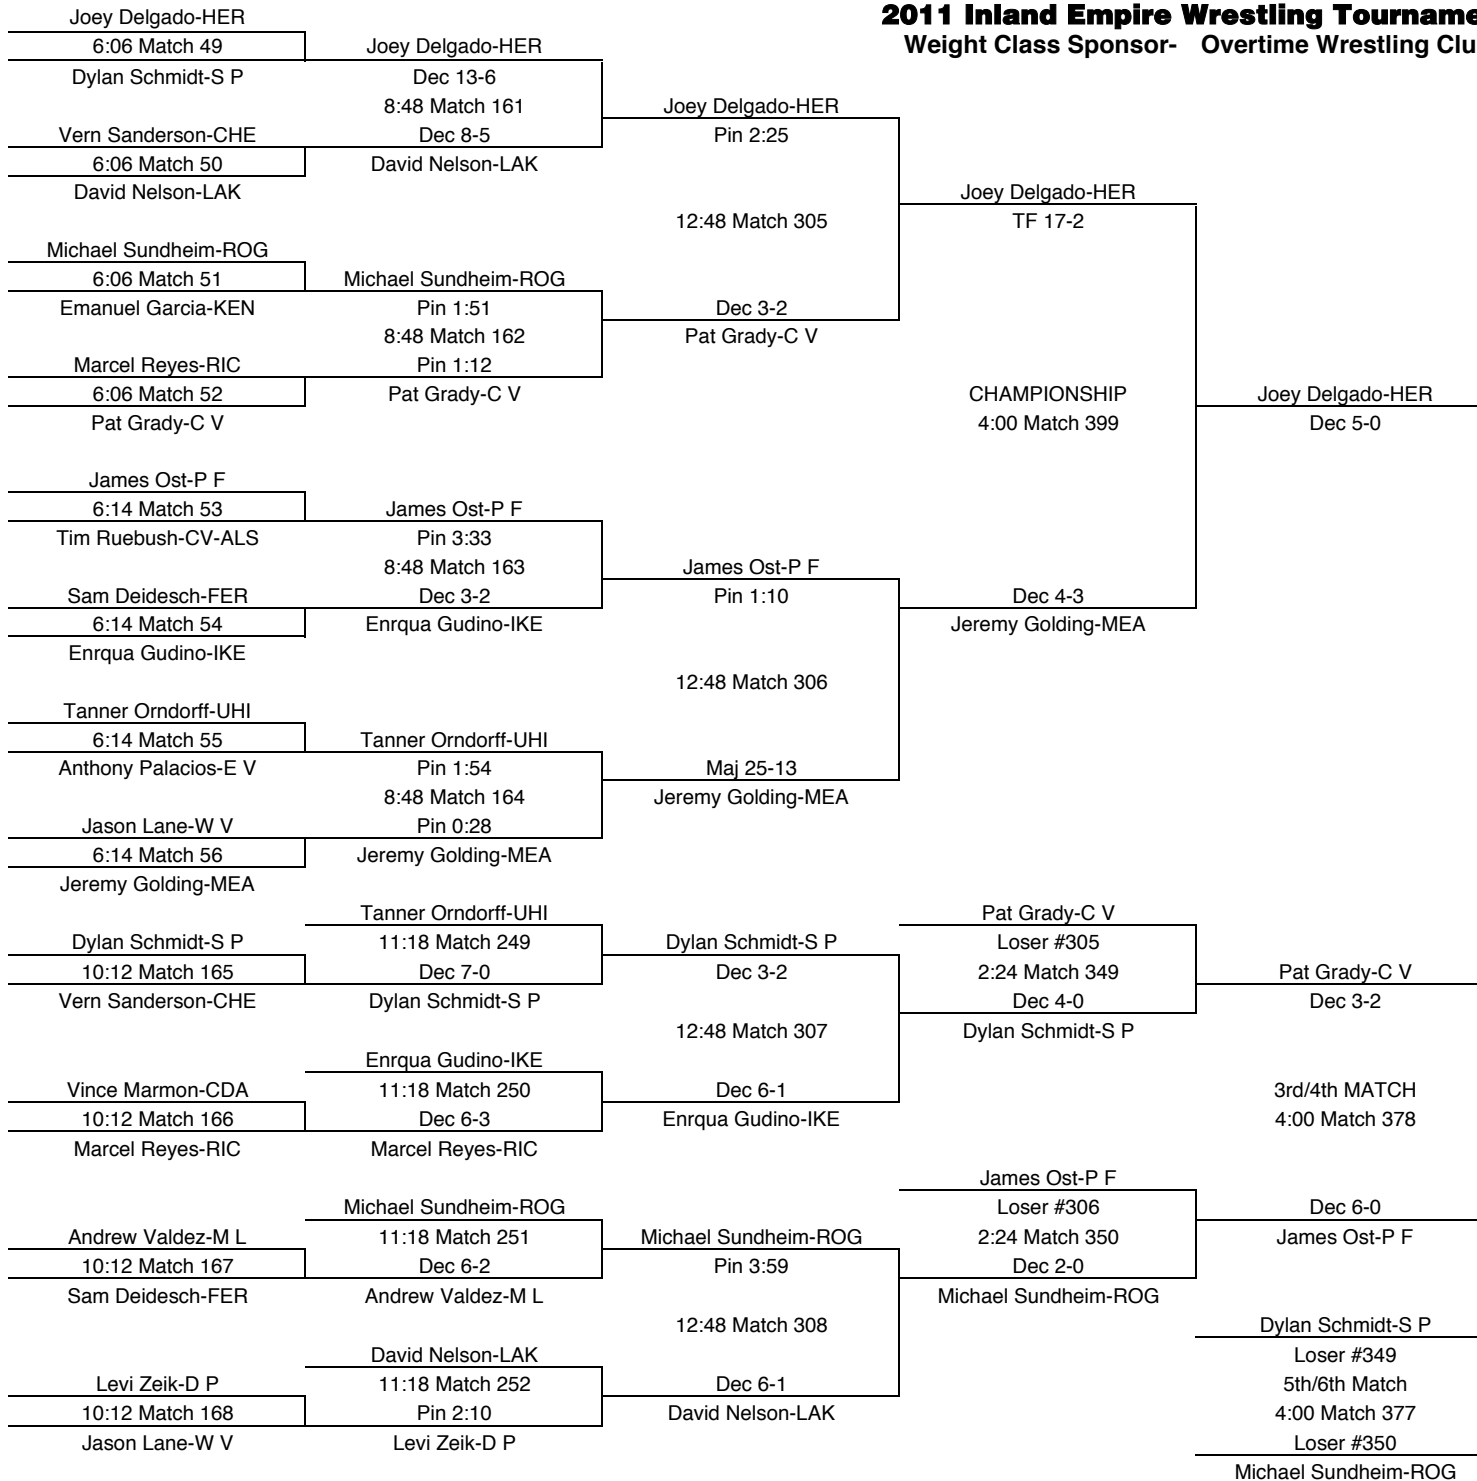 2011 Inland Empire Wrestling Tourname
Weight Class Sponsor- Overtime Wrestling Clu
Joey Delgado-HER
6:06 Match 49
Dylan Schmidt-S P
Vern Sanderson-CHE
6:06 Match 50
David Nelson-LAK
Michael Sundheim-ROG
6:06 Match 51
Emanuel Garcia-KEN
Marcel Reyes-RIC
6:06 Match 52
Pat Grady-C V
James Ost-P F
6:14 Match 53
Tim Ruebush-CV-ALS
Sam Deidesch-FER
6:14 Match 54
Enrqua Gudino-IKE
Tanner Orndorff-UHI
6:14 Match 55
Anthony Palacios-E V
Jason Lane-W V
6:14 Match 56
Jeremy Golding-MEA
Joey Delgado-HER
Dec 13-6
8:48 Match 161
Dec 8-5
David Nelson-LAK
Michael Sundheim-ROG
Pin 1:51
8:48 Match 162
Pin 1:12
Pat Grady-C V
James Ost-P F
Pin 3:33
8:48 Match 163
Dec 3-2
Enrqua Gudino-IKE
Tanner Orndorff-UHI
Pin 1:54
8:48 Match 164
Pin 0:28
Jeremy Golding-MEA
Joey Delgado-HER
Pin 2:25
12:48 Match 305
Dec 3-2
Pat Grady-C V
James Ost-P F
Pin 1:10
12:48 Match 306
Maj 25-13
Jeremy Golding-MEA
Joey Delgado-HER
TF 17-2
CHAMPIONSHIP
4:00 Match 399
Dec 4-3
Jeremy Golding-MEA
Joey Delgado-HER
Dec 5-0
Dylan Schmidt-S P
10:12 Match 165
Vern Sanderson-CHE
Vince Marmon-CDA
10:12 Match 166
Marcel Reyes-RIC
Andrew Valdez-M L
10:12 Match 167
Sam Deidesch-FER
Levi Zeik-D P
10:12 Match 168
Jason Lane-W V
Tanner Orndorff-UHI
11:18 Match 249
Dec 7-0
Dylan Schmidt-S P
Enrqua Gudino-IKE
11:18 Match 250
Dec 6-3
Marcel Reyes-RIC
Michael Sundheim-ROG
11:18 Match 251
Dec 6-2
Andrew Valdez-M L
David Nelson-LAK
11:18 Match 252
Pin 2:10
Levi Zeik-D P
Dylan Schmidt-S P
Dec 3-2
12:48 Match 307
Dec 6-1
Enrqua Gudino-IKE
Michael Sundheim-ROG
Pin 3:59
12:48 Match 308
Dec 6-1
David Nelson-LAK
Pat Grady-C V
Loser #305
2:24 Match 349
Dec 4-0
Dylan Schmidt-S P
James Ost-P F
Loser #306
2:24 Match 350
Dec 2-0
Michael Sundheim-ROG
Pat Grady-C V
Dec 3-2
3rd/4th MATCH
4:00 Match 378
Dec 6-0
James Ost-P F
Dylan Schmidt-S P
Loser #349
5th/6th Match
4:00 Match 377
Loser #350
Michael Sundheim-ROG